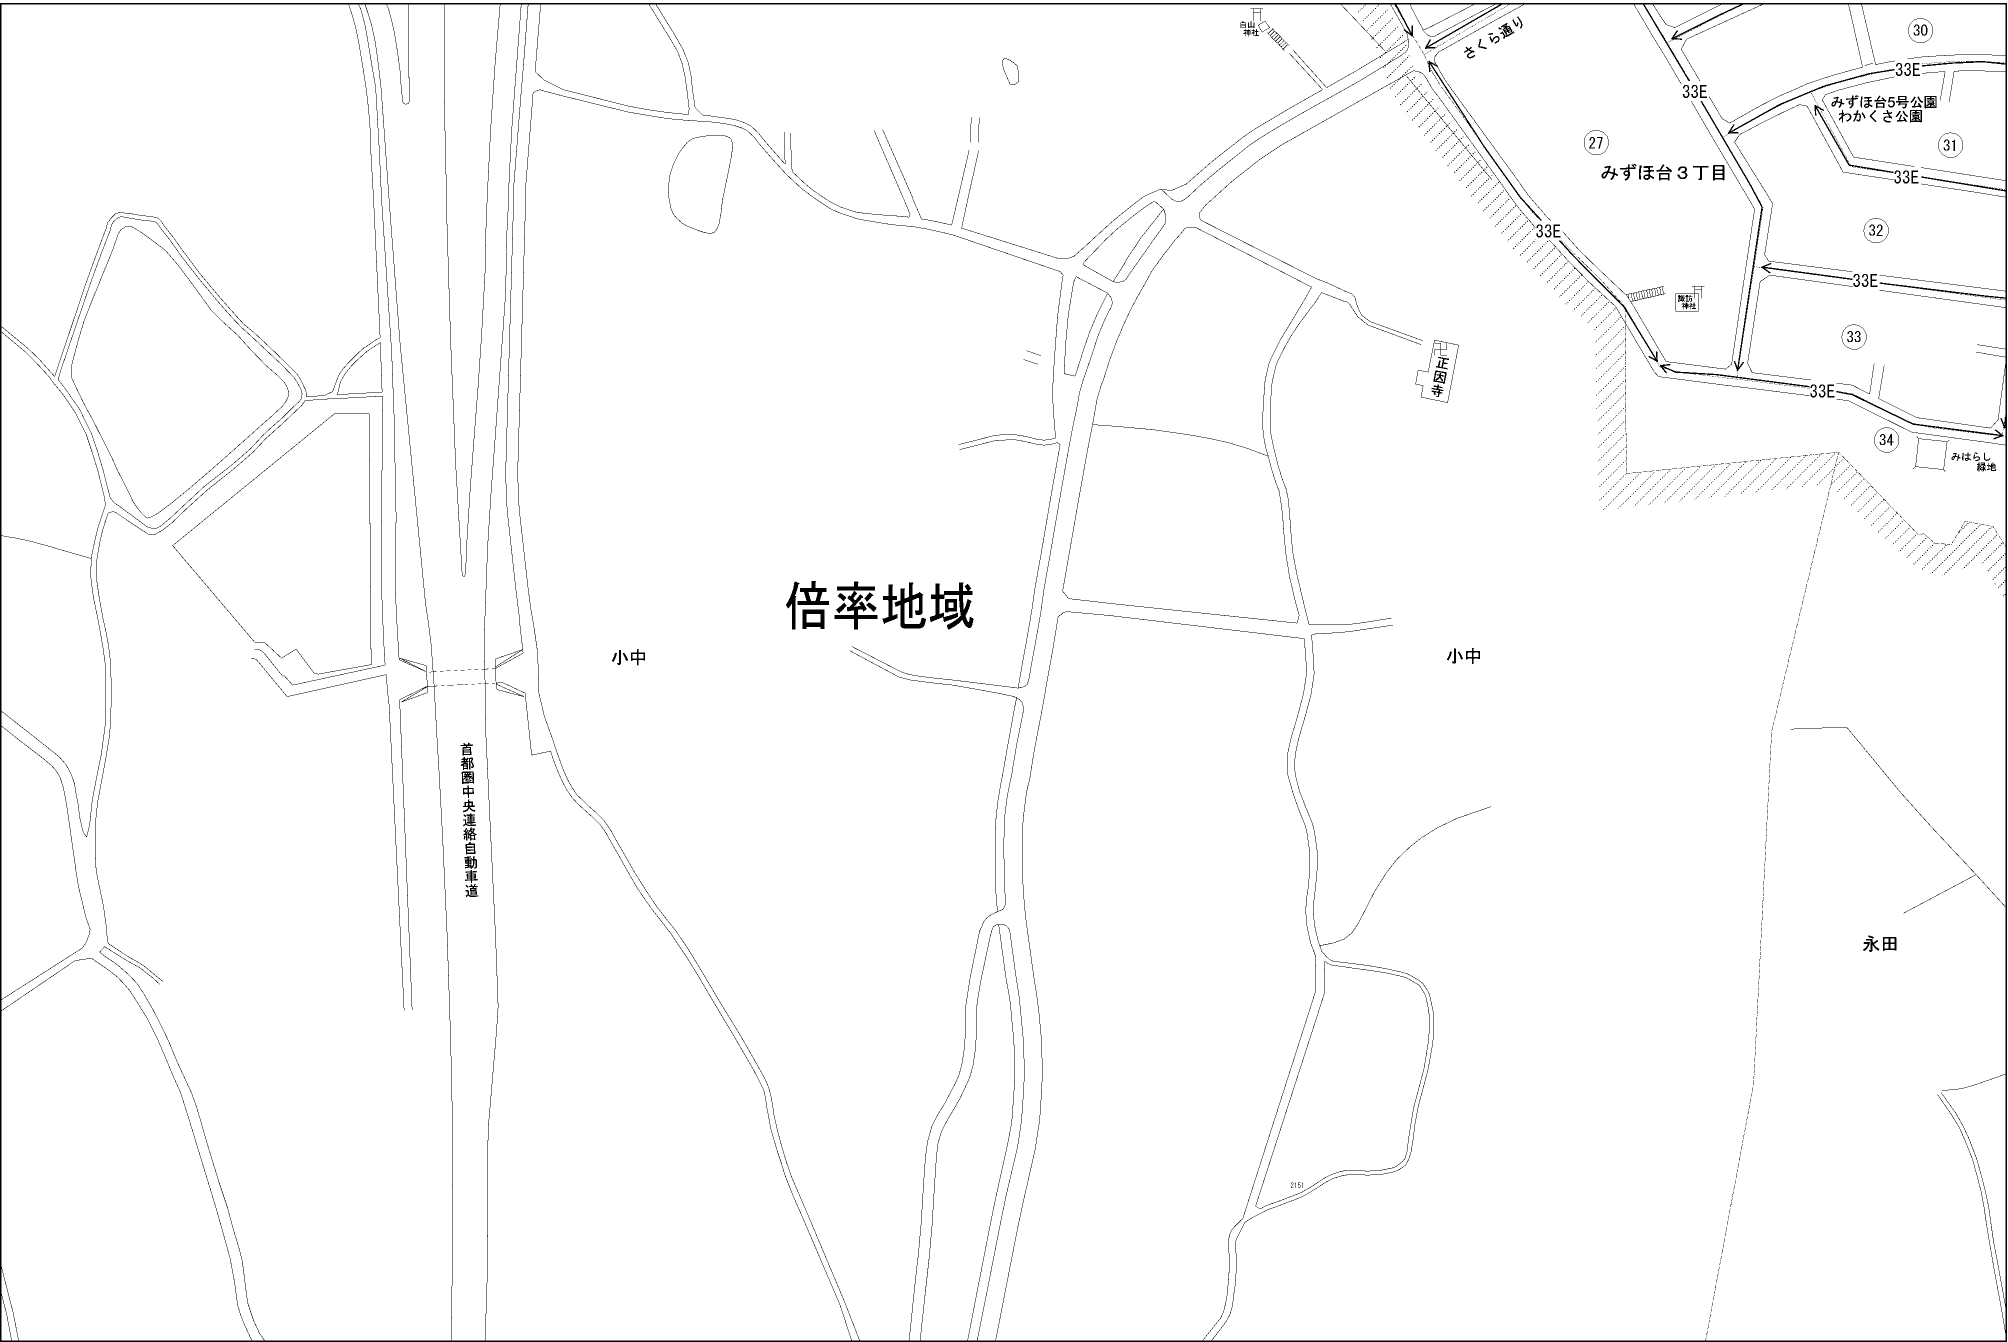 白山
神社
さくら通り
30
33E
33E
みずほ台5号公園
わかくさ公園
27
31
みずほ台3丁目
33E
33E
32
33E
諏訪
神社
33
正因寺
33E
34
みはらし
緑地
倍率地域
小中
小中
首都圏中央連絡自動車道
永田
2151